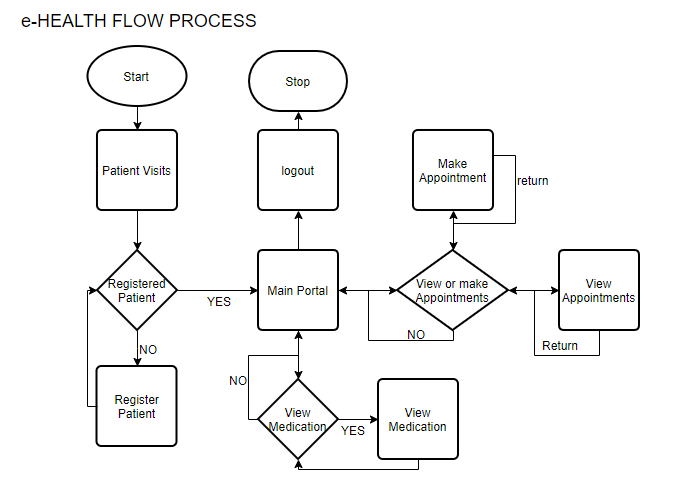 e-HEALTH FLOW PROCESS
Start
Stop
Patient Visits
logout
Make
Appointment
return
Registered
Patient
YES
Main Portal
View or make
Appointments
View
Appointments
NO
Return
NO
Register
Patient
NO
View
Medication
YES
View
Medication